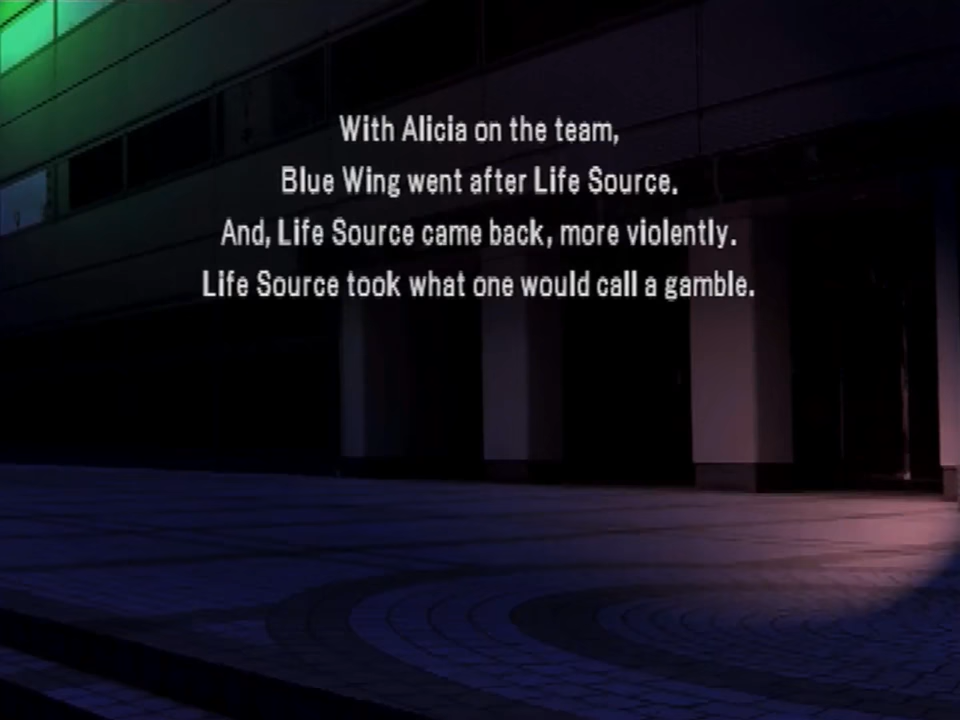 With Alicia on the team,
Blue Wing went after Life Source.
And, Life Source came back, more violently.
Life Source took what one would call a gamble.